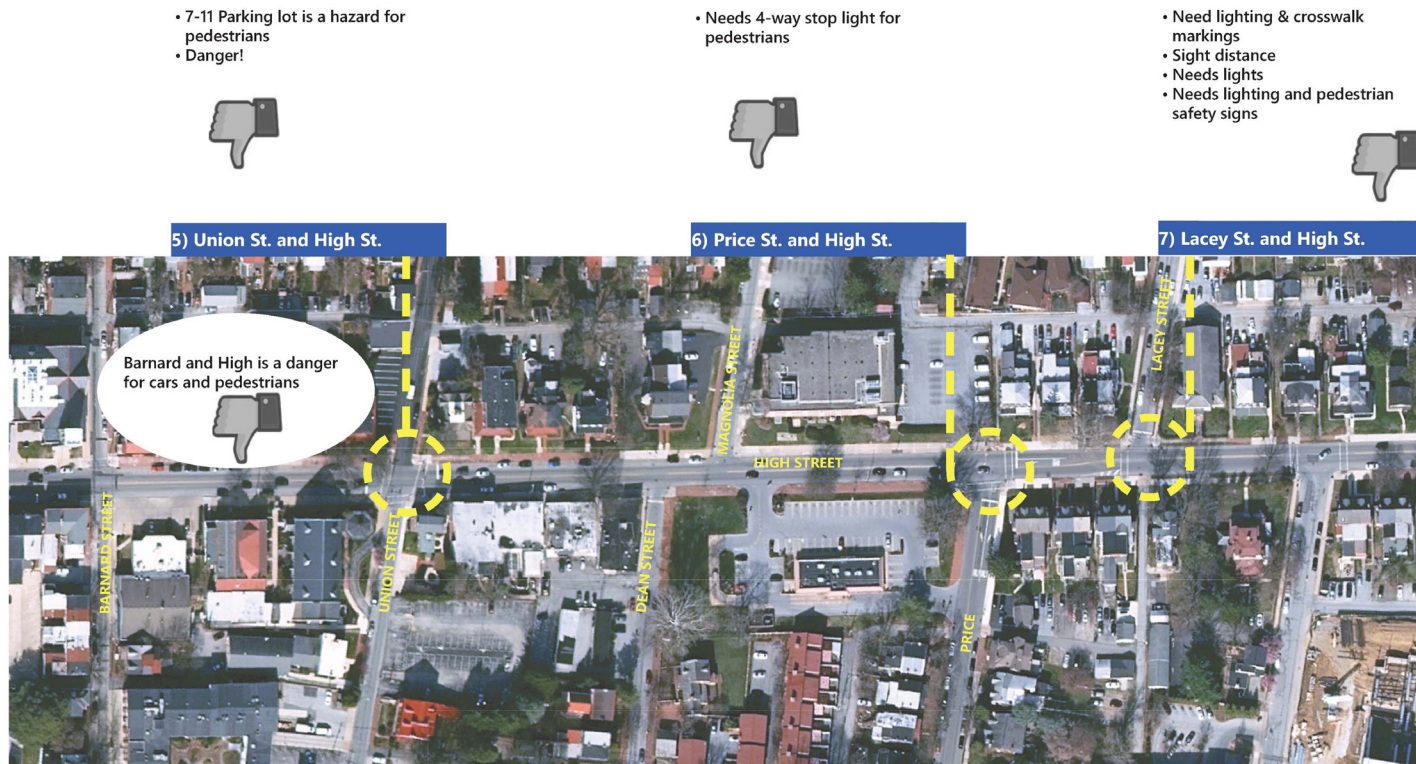 • 7-11 Parking lot is a hazard for
pedestrians
• Danger!
• Needs 4-way stop light for
pedestrians
• Need lighting & crosswalk
markings
• Sight distance
• Needs lights
• Needs lighting and pedestrian
safety signs
5) Union St. and High St.
6) Price St. and High St.
7) Lacey St. and High St.
Barnard and High is a danger
for cars and pedestrians
MAGNOLIA STREET
LACEY STREET
HIGH STREET
BARNARD STREET
UNION STREET
DEAN STREET
PRICE